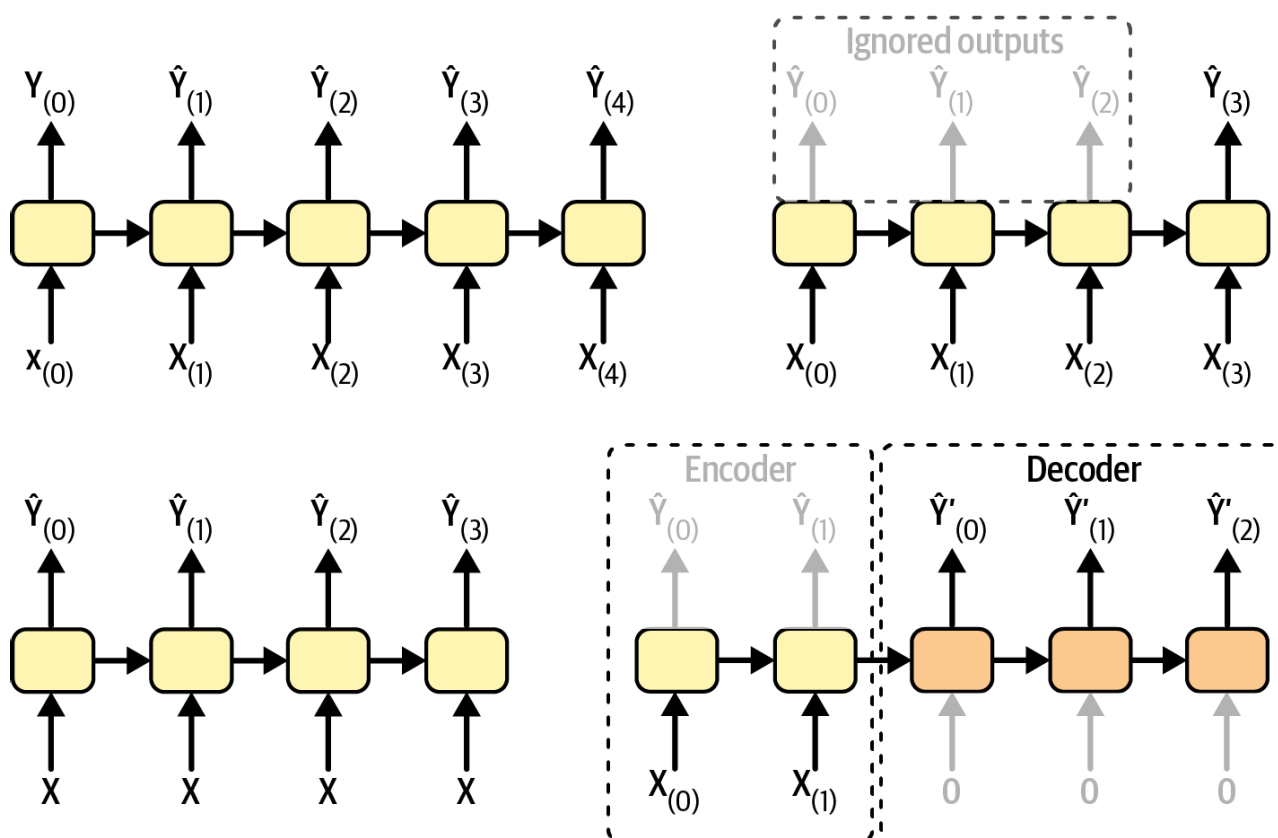 Y(0) Ŷ(1) Ŷ(2) Ŷ(3) Ŷ(4)
x(0) X(1) X(2) X(3) X(4)
Ignored outputs
Ŷ(0) Ŷ(1) Ŷ(2) Ŷ(3)
X(0) X(1) X(2) X(3)
Ŷ(0) Ŷ(1) Ŷ(2) Ŷ(3)
X X X X
Encoder
Ŷ(0) Ŷ(1)
X(0) X(1)
Decoder
Ŷ'(0) Ŷ'(1) Ŷ'(2)
0 0 0